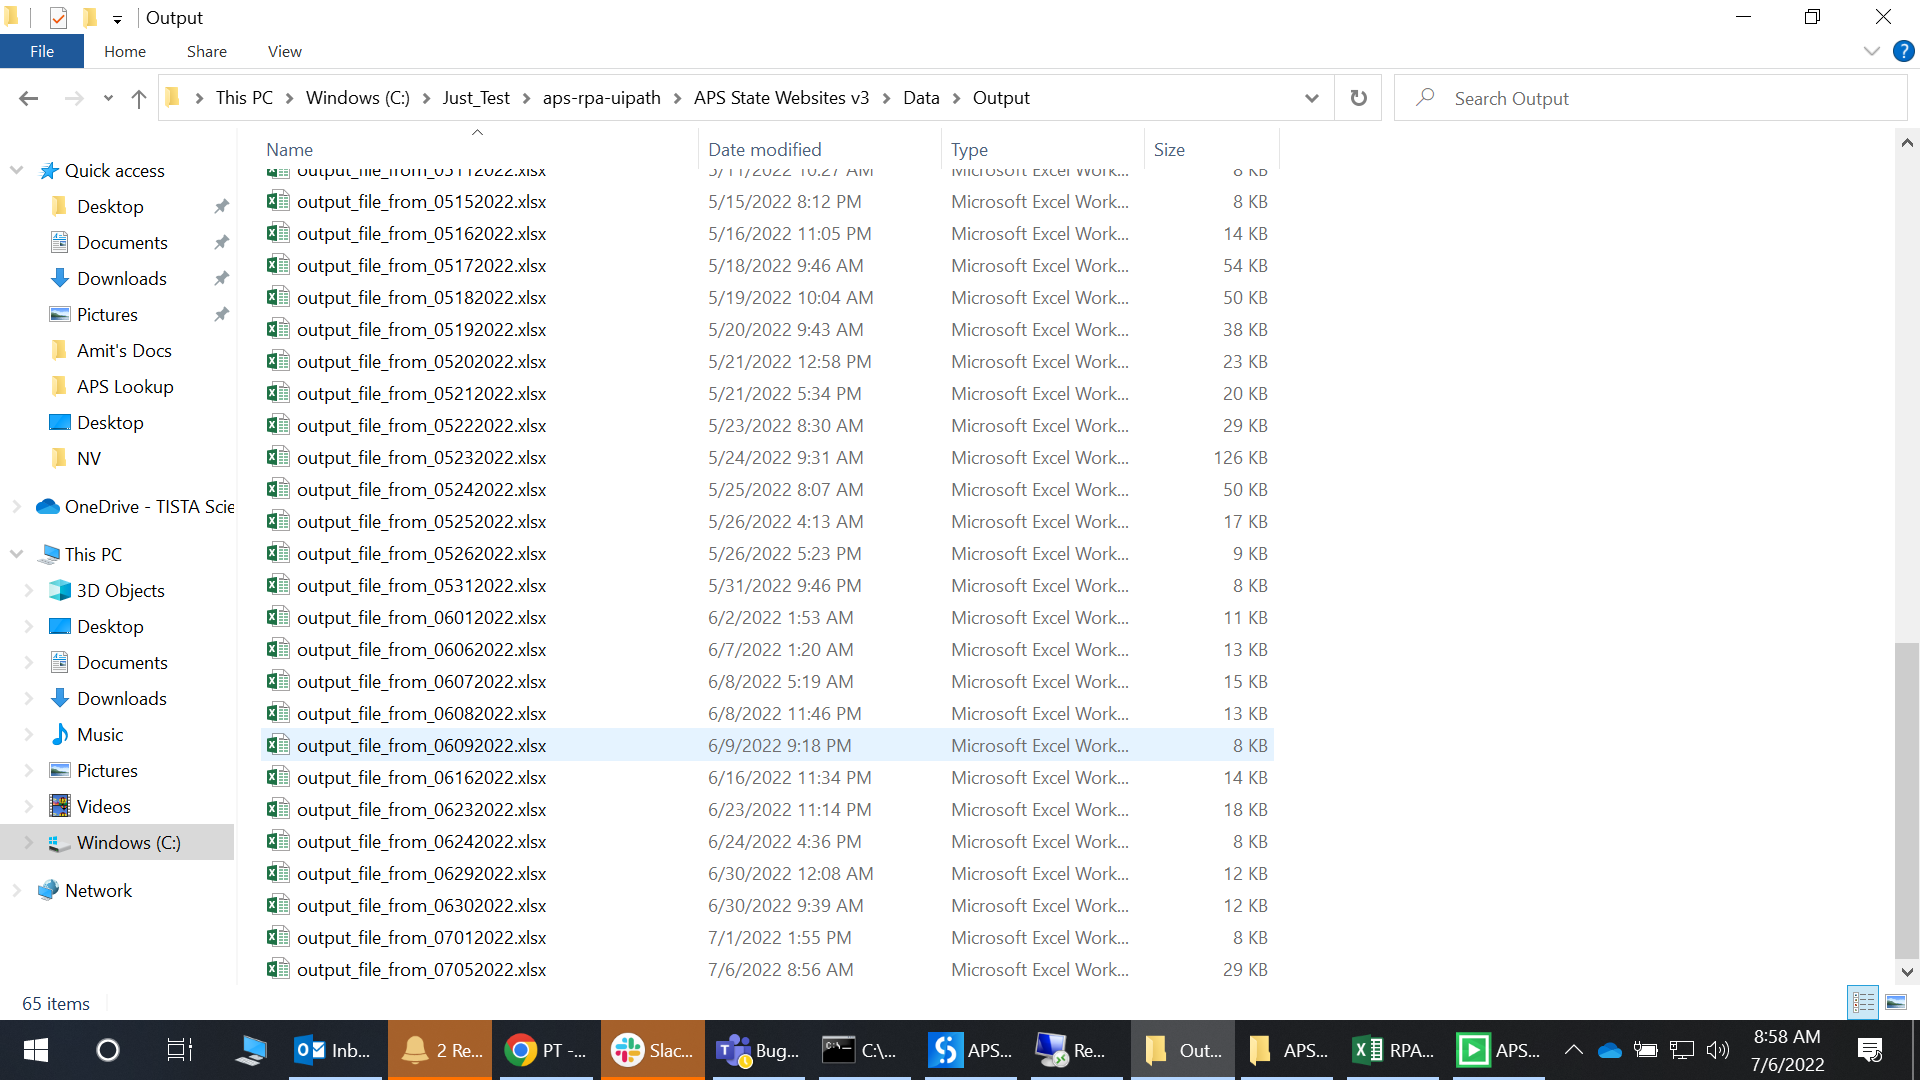 Output
File Home Share View
This PC Windows (C:) Just_Test aps-rpa-uipath APS State Websites v3 Data Output
Search Output
Quick access
Desktop
Documents
Downloads
Pictures
Amit's Docs
APS Lookup
Desktop
NV
OneDrive - TISTA Scie
This PC
3D Objects
Desktop
Documents
Downloads
Music
Pictures
Videos
Windows (C:)
Network
Name Date modified Type Size
output_file_from_05112022.xlsx 5/11/2022 10:27 AM Microsoft Excel Work... 8 KB
output_file_from_05152022.xlsx 5/15/2022 8:12 PM Microsoft Excel Work... 8 KB
output_file_from_05162022.xlsx 5/16/2022 11:05 PM Microsoft Excel Work... 14 KB
output_file_from_05172022.xlsx 5/18/2022 9:46 AM Microsoft Excel Work... 54 KB
output_file_from_05182022.xlsx 5/19/2022 10:04 AM Microsoft Excel Work... 50 KB
output_file_from_05192022.xlsx 5/20/2022 9:43 AM Microsoft Excel Work... 38 KB
output_file_from_05202022.xlsx 5/21/2022 12:58 PM Microsoft Excel Work... 23 KB
output_file_from_05212022.xlsx 5/21/2022 5:34 PM Microsoft Excel Work... 20 KB
output_file_from_05222022.xlsx 5/23/2022 8:30 AM Microsoft Excel Work... 29 KB
output_file_from_05232022.xlsx 5/24/2022 9:31 AM Microsoft Excel Work... 126 KB
output_file_from_05242022.xlsx 5/25/2022 8:07 AM Microsoft Excel Work... 50 KB
output_file_from_05252022.xlsx 5/26/2022 4:13 AM Microsoft Excel Work... 17 KB
output_file_from_05262022.xlsx 5/26/2022 5:23 PM Microsoft Excel Work... 9 KB
output_file_from_05312022.xlsx 5/31/2022 9:46 PM Microsoft Excel Work... 8 KB
output_file_from_06012022.xlsx 6/2/2022 1:53 AM Microsoft Excel Work... 11 KB
output_file_from_06062022.xlsx 6/7/2022 1:20 AM Microsoft Excel Work... 13 KB
output_file_from_06072022.xlsx 6/8/2022 5:19 AM Microsoft Excel Work... 15 KB
output_file_from_06082022.xlsx 6/8/2022 11:46 PM Microsoft Excel Work... 13 KB
output_file_from_06092022.xlsx 6/9/2022 9:18 PM Microsoft Excel Work... 8 KB
output_file_from_06162022.xlsx 6/16/2022 11:34 PM Microsoft Excel Work... 14 KB
output_file_from_06232022.xlsx 6/23/2022 11:14 PM Microsoft Excel Work... 18 KB
output_file_from_06242022.xlsx 6/24/2022 4:36 PM Microsoft Excel Work... 8 KB
output_file_from_06292022.xlsx 6/30/2022 12:08 AM Microsoft Excel Work... 12 KB
output_file_from_06302022.xlsx 6/30/2022 9:39 AM Microsoft Excel Work... 12 KB
output_file_from_07012022.xlsx 7/1/2022 1:55 PM Microsoft Excel Work... 8 KB
output_file_from_07052022.xlsx 7/6/2022 8:56 AM Microsoft Excel Work... 29 KB
65 items
Inb... 2 Re... PT -... Slac... Bug... C:\... APS... Re... Out... APS... RPA... APS... 8:58 AM
7/6/2022